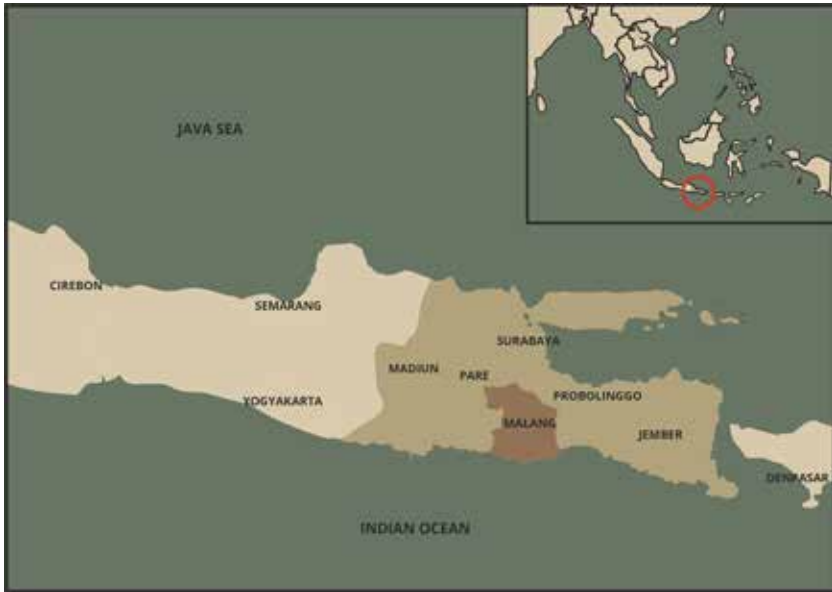 JAVA SEA
CIREBON
SEMARANG
SURABAYA
MADIUN
PARE
PROBOLINGGO
YOGYAKARTA
MALANG
JEMBER
DENPASAR
INDIAN OCEAN